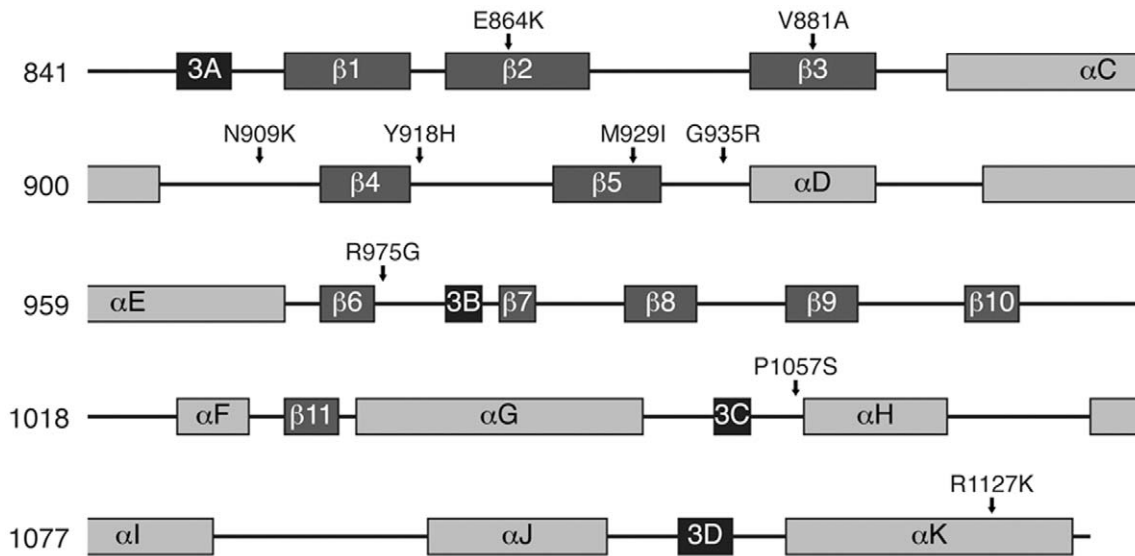 E864K V881A
841 3A β1 β2 β3 αC
N909K Y918H M929I G935R
900 β4 β5 αD
R975G
959 αE β6 3B β7 β8 β9 β10
P1057S
1018 αF β11 αG 3C αH
R1127K
1077 αI αJ 3D αK